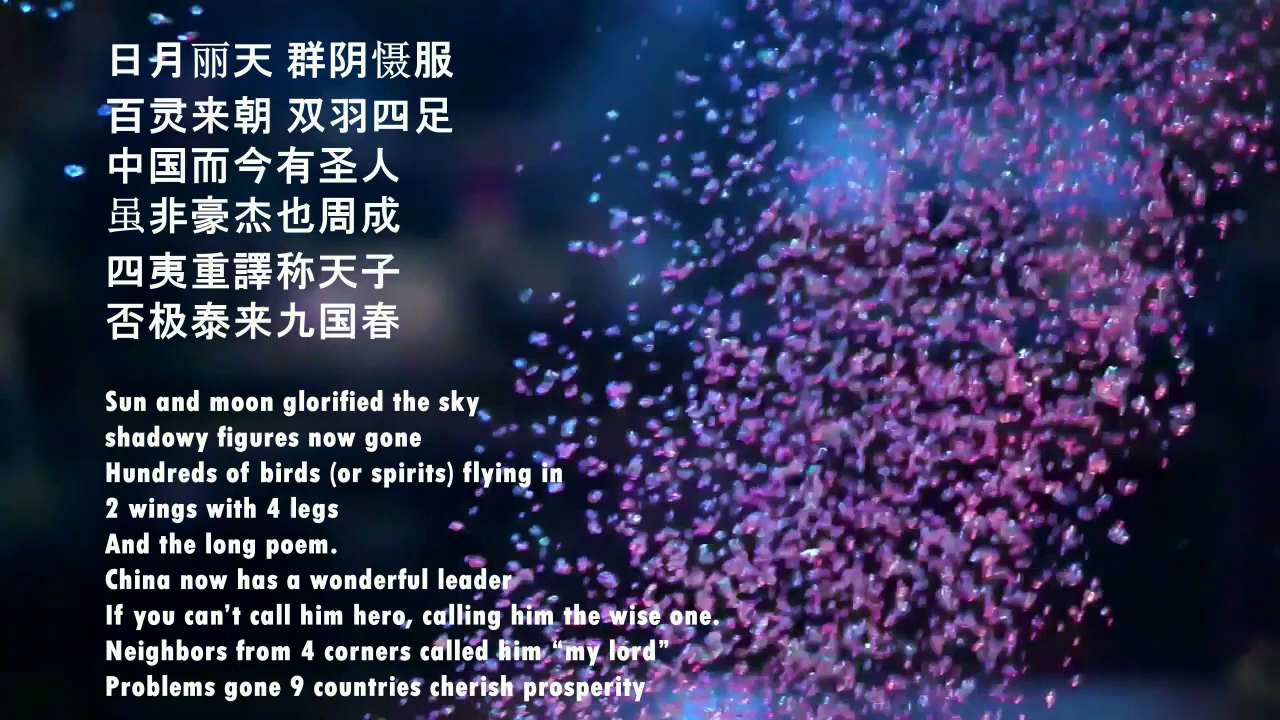 日月丽天 群阴慑服
百灵来朝 双羽四足
中国而今有圣人
虽非豪杰也周成
四夷重譯称天子
否极泰来九国春
Sun and moon glorified the sky
shadowy figures now gone
Hundreds of birds (or spirits) flying in
2 wings with 4 legs
And the long poem.
China now has a wonderful leader
If you can’t call him hero, calling him the wise one.
Neighbors from 4 corners called him “my lord”
Problems gone 9 countries cherish prosperity